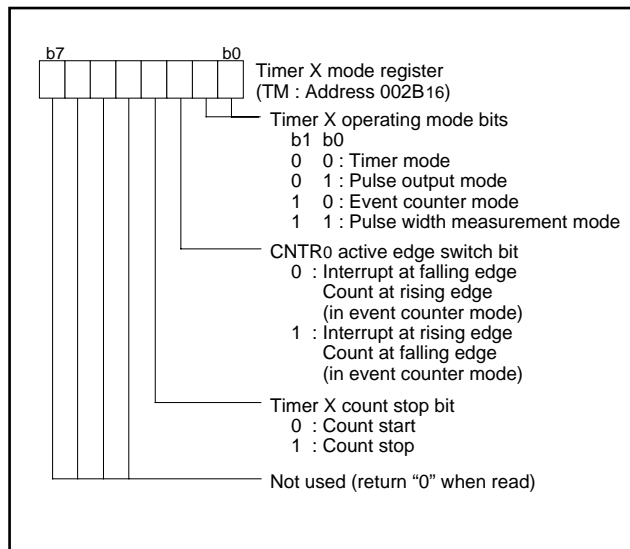 b7 b0
Timer X mode register
(TM : Address 002B16)
Timer X operating mode bits
b1 b0
0 0 : Timer mode
0 1 : Pulse output mode
1 0 : Event counter mode
1 1 : Pulse width measurement mode
CNTR0 active edge switch bit
0 : Interrupt at falling edge
Count at rising edge
(in event counter mode)
1 : Interrupt at rising edge
Count at falling edge
(in event counter mode)
Timer X count stop bit
0 : Count start
1 : Count stop
Not used (return “0” when read)